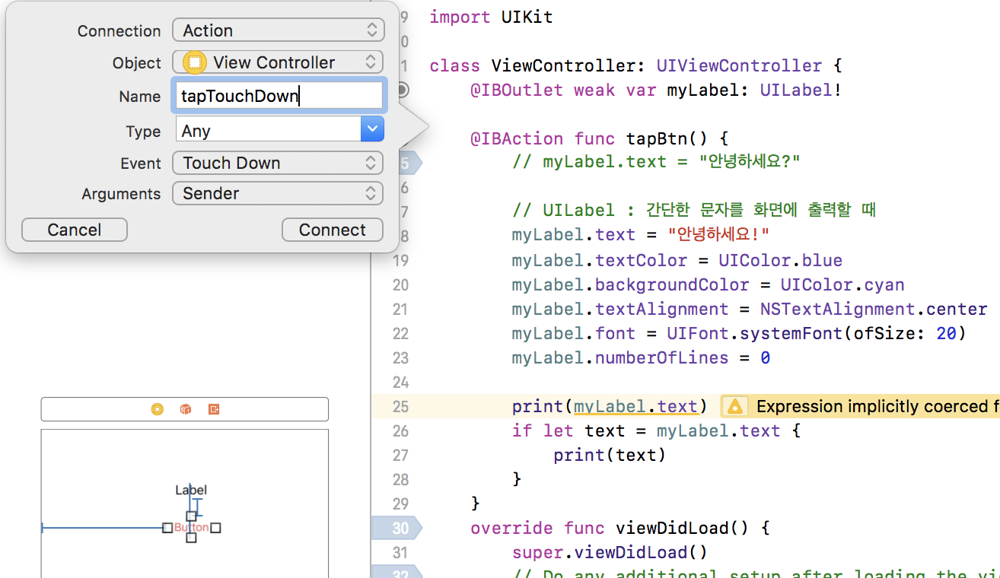 Connection Action
Object View Controller
Name tapTouchDown
Type Any
Event Touch Down
Arguments Sender
Cancel Connect
Label
Button
9 import UIKit
0
1 class ViewController: UIViewController {
@IBOutlet weak var myLabel: UILabel!
@IBAction func tapBtn() {
5 // myLabel.text = "안녕하세요?"
6
7 // UILabel : 간단한 문자를 화면에 출력할 때
8 myLabel.text = "안녕하세요!"
19 myLabel.textColor = UIColor.blue
20 myLabel.backgroundColor = UIColor.cyan
21 myLabel.textAlignment = NSTextAlignment.center
22 myLabel.font = UIFont.systemFont(ofSize: 20)
23 myLabel.numberOfLines = 0
24
25 print(myLabel.text) Expression implicitly coerced f
26 if let text = myLabel.text {
27 print(text)
28 }
29 }
30 override func viewDidLoad() {
31 super.viewDidLoad()
32 // Do any additional setup after loading the vi